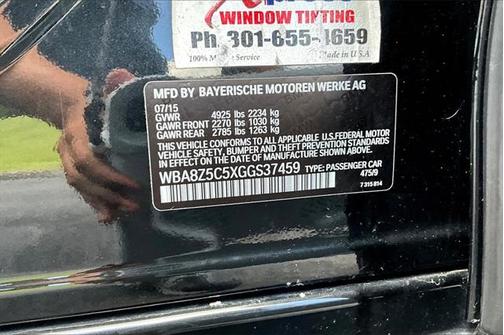 WINDOW TINTING
Ph. 301-655-4659
Service
Made in U.S.A
MFD BY BAYERISCHE MOTOREN WERKE AG
07/15
GVWR 4925 lbs 2234 kg
GAWR FRONT 2270 lbs 1030 kg
GAWR REAR 2785 lbs 1263 kg
THIS VEHICLE CONFORMS TO ALL APPLICABLE U.S.FEDERAL MOTOR
VEHICLE SAFETY, BUMPER AND THEFT PREVENTION STANDARDS
IN EFFECT ON THE DATE OF MANUFACTURE SHOWN ABOVE.
WBA8Z5C5XGGS37459
TYPE: PASSENGER CAR
475/9
7 315 814